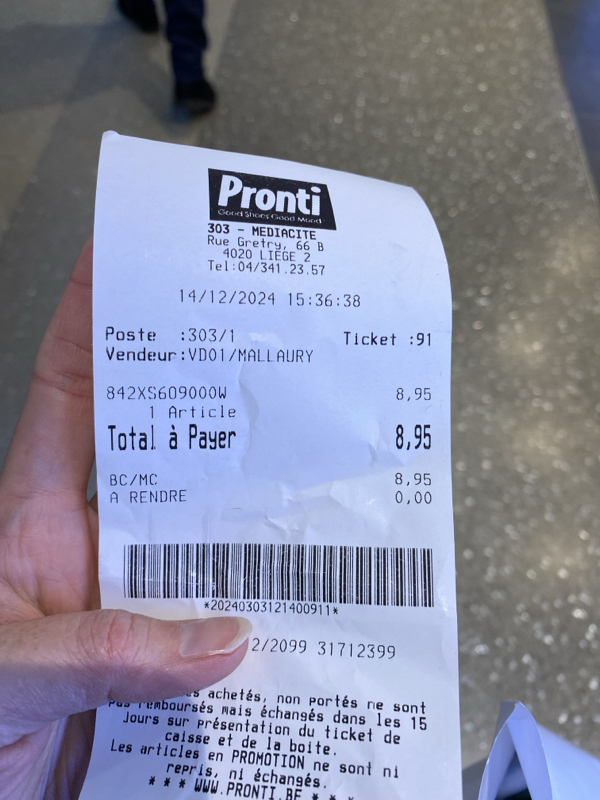 Pronti
Good Shoes Good Mood
303 - MEDIACITE
Rue Gretry, 66 B
4020 LIEGE 2
Tel:04/341.23.57
14/12/2024 15:36:38
Poste :303/1 Ticket :91
Vendeur:VD01/MALLAURY
842XS609000W 8,95
1 Article
Total à Payer 8,95
BC/MC 8,95
A RENDRE 0,00
*20240303121400911*
2/2099 31712399
achetés, non portés ne sont
pas remboursés mais échangés dans les 15
jours sur présentation du ticket de
caisse et de la boite.
Les articles en PROMOTION ne sont ni
repris, ni échangés.
* * * WWW.PRONTI.BE * * *